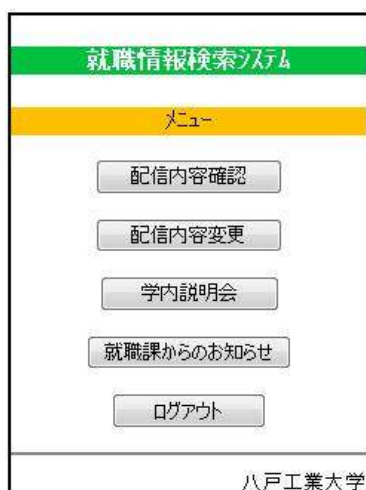 就職情報検索システム
メニュー
配信内容確認
配信内容変更
学内説明会
就職課からのお知らせ
ログアウト
八戸工業大学